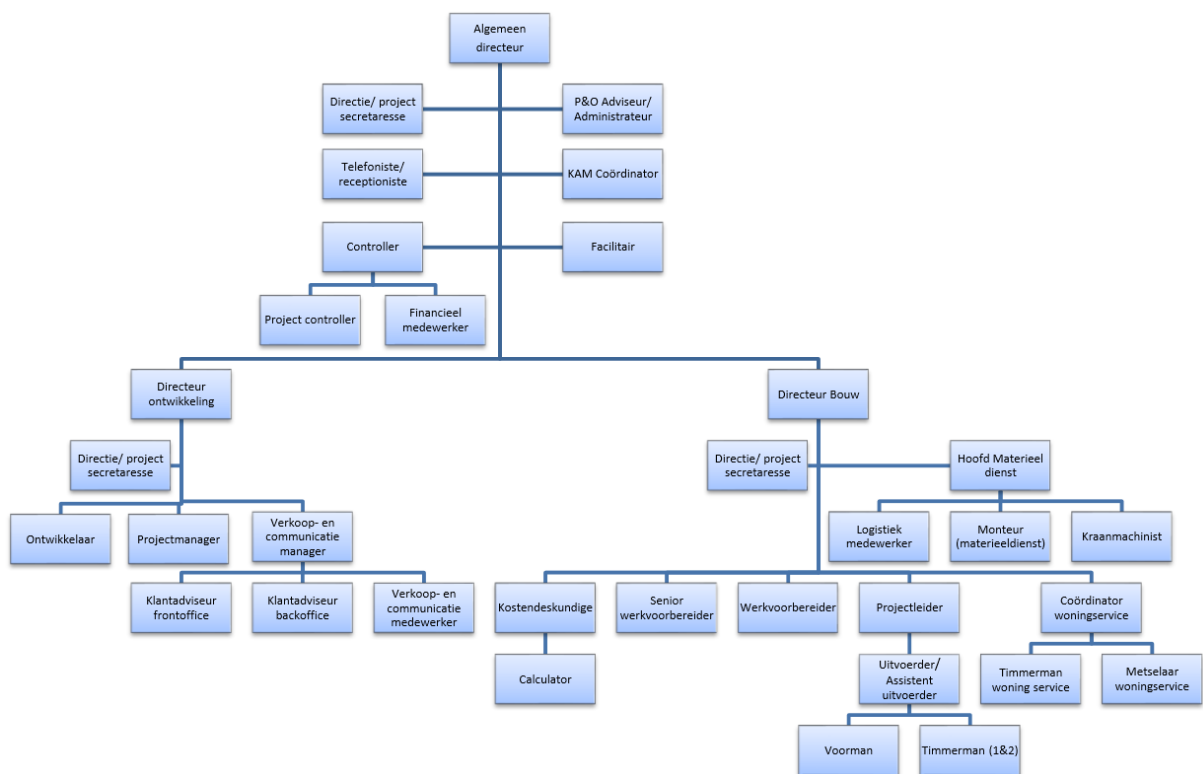 Algemeen
directeur
Directie/ project
secretaresse
P&O Adviseur/
Administrateur
Telefoniste/
receptioniste
KAM Coördinator
Controller
Facilitair
Project controller
Financieel
medewerker
Directeur
ontwikkeling
Directeur Bouw
Directie/ project
secretaresse
Directie/ project
secretaresse
Hoofd Materieel
dienst
Ontwikkelaar
Projectmanager
Verkoop- en
communicatie
manager
Logistiek
medewerker
Monteur
(materieeldienst)
Kraanmachinist
Klantadviseur
frontoffice
Klantadviseur
backoffice
Verkoop- en
communicatie
medewerker
Kostendeskundige
Senior
werkvoorbereider
Werkvoorbereider
Projectleider
Coördinator
woningservice
Calculator
Uitvoerder/
Assistent
uitvoerder
Timmerman
woning service
Metselaar
woningservice
Voorman
Timmerman (1&2)